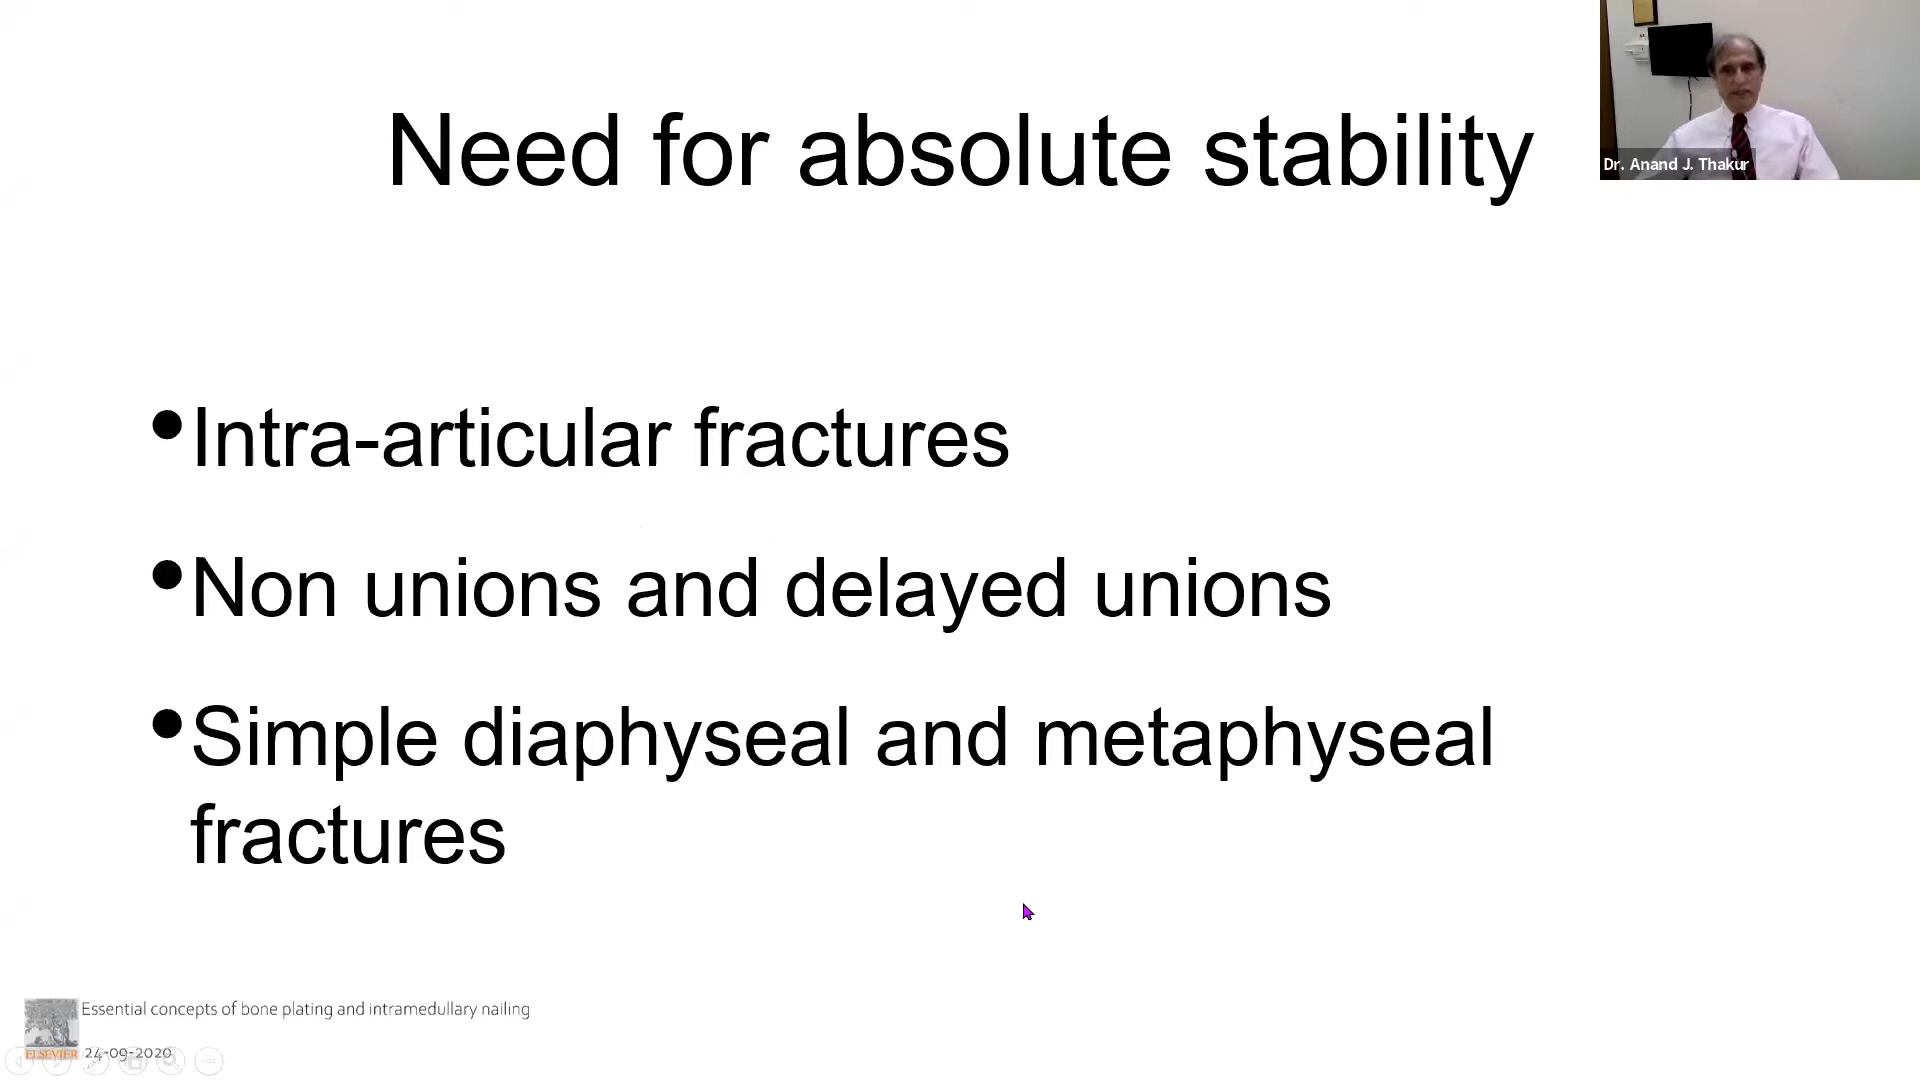 Need for absolute stability
Dr. Anand J. Thakur
•Intra-articular fractures
•Non unions and delayed unions
•Simple diaphyseal and metaphyseal
fractures
Essential concepts of bone plating and intramedullary nailing
ELSEVIER
24-09-2020